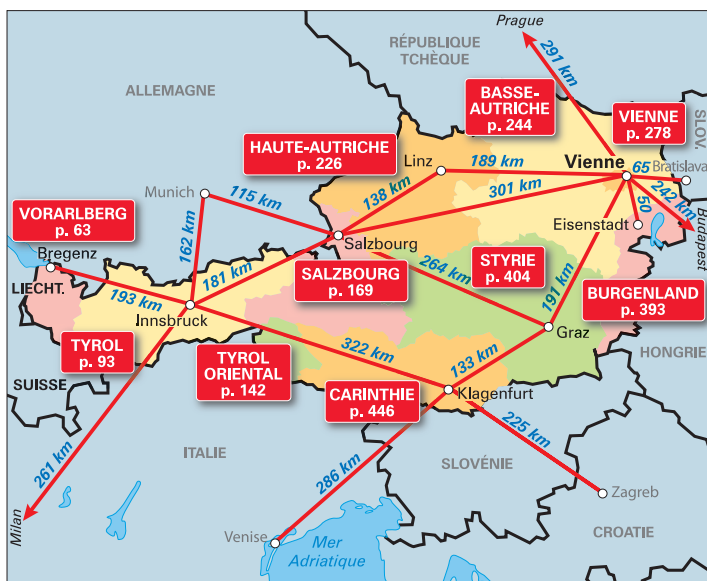 Prague
RÉPUBLIQUE
TCHÈQUE
291 km
ALLEMAGNE
BASSE-
AUTRICHE
p. 244
VIENNE
p. 278
SLOV.
HAUTE-AUTRICHE
p. 226
Linz
189 km
Vienne
65
Bratislava
Munich
115 km
138 km
301 km
242 km
Budapest
50
Eisenstadt
VORARLBERG
p. 63
Bregenz
162 km
Salzbourg
LIECHT.
193 km
181 km
SALZBOURG
p. 169
264 km
STYRIE
p. 404
191 km
BURGENLAND
p. 393
Innsbruck
Graz
TYROL
p. 93
TYROL
ORIENTAL
p. 142
322 km
133 km
HONGRIE
SUISSE
CARINTHIE
p. 446
Klagenfurt
225 km
261 km
ITALIE
286 km
SLOVÉNIE
Zagreb
Milan
Venise
Mer
Adriatique
CROATIE